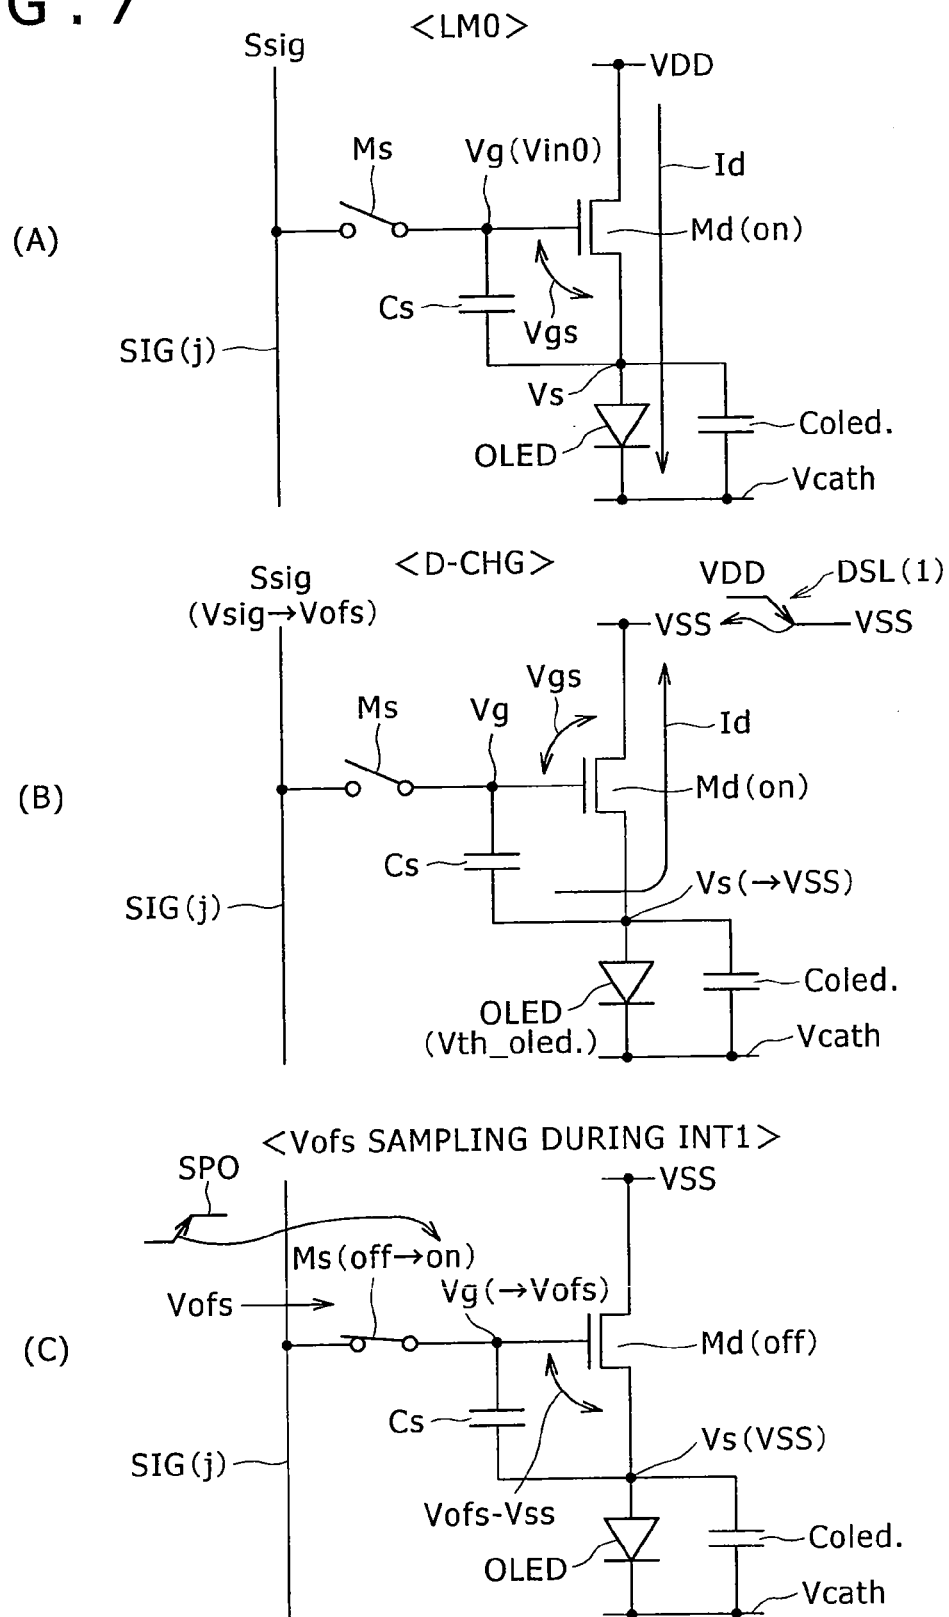 G . 7
<LM0>
Ssig
VDD
Ms
Vg(Vin0)
Id
(A)
Md(on)
Cs
Vgs
SIG(j)
Vs
Coled.
OLED
Vcath
<D-CHG>
Ssig
(Vsig→Vofs)
VDD
DSL(1)
VSS
VSS
Vgs
Ms
Vg
Id
(B)
Md(on)
Cs
Vs(→VSS)
SIG(j)
Coled.
OLED
(Vth_oled.)
Vcath
<Vofs SAMPLING DURING INT1>
SPO
VSS
Ms(off→on)
Vofs
Vg(→Vofs)
(C)
Md(off)
Cs
Vs(VSS)
SIG(j)
Vofs-Vss
Coled.
OLED
Vcath